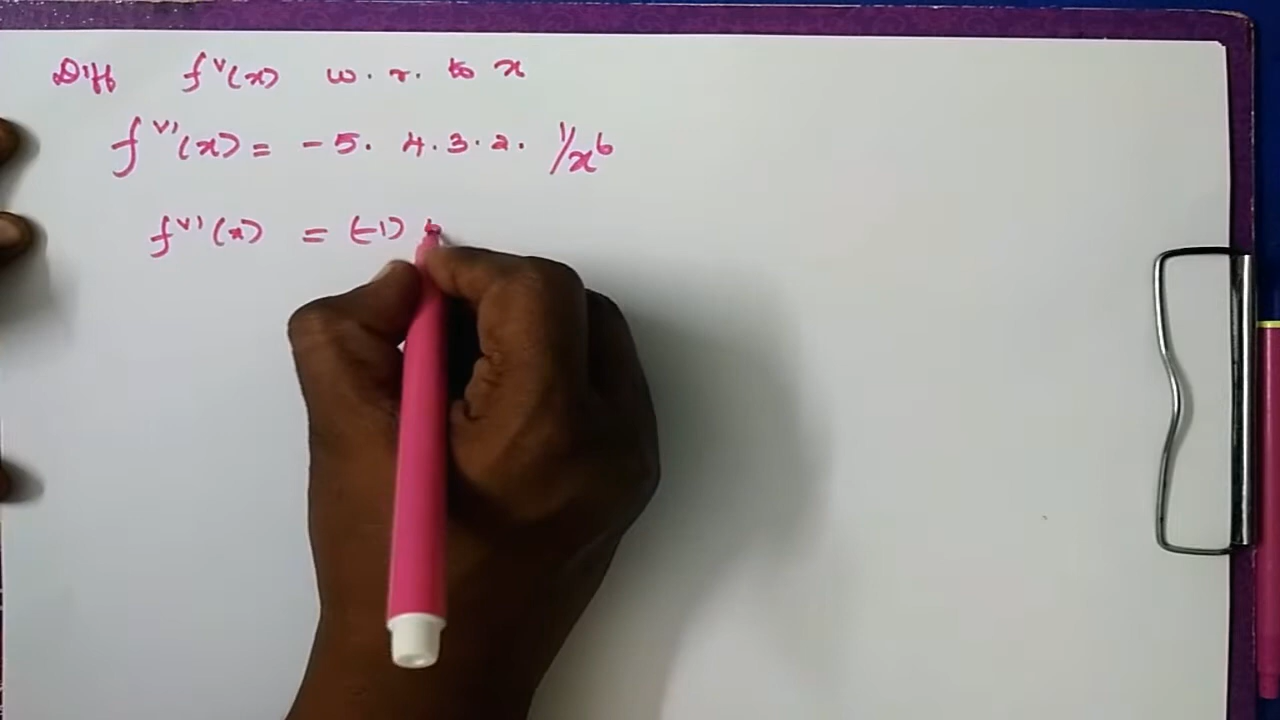 Diff f^v(x) w.r. to x
f^vi(x) = -5. 4.3.2. 1/x^6
f^vi(x) = (-1)